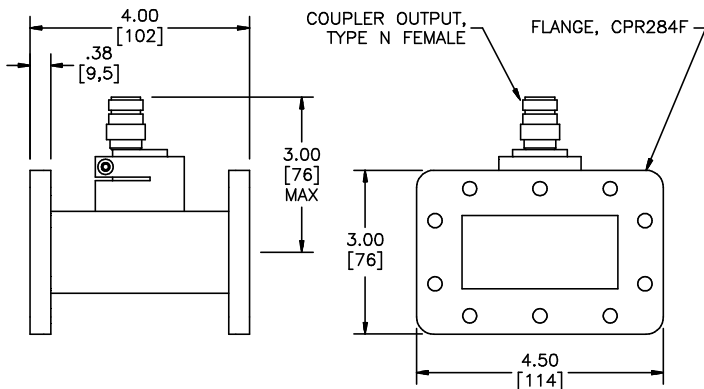 4.00
[102]
.38
[9,5]
3.00
[76]
MAX
COUPLER OUTPUT,
TYPE N FEMALE
FLANGE, CPR284F
3.00
[76]
4.50
[114]